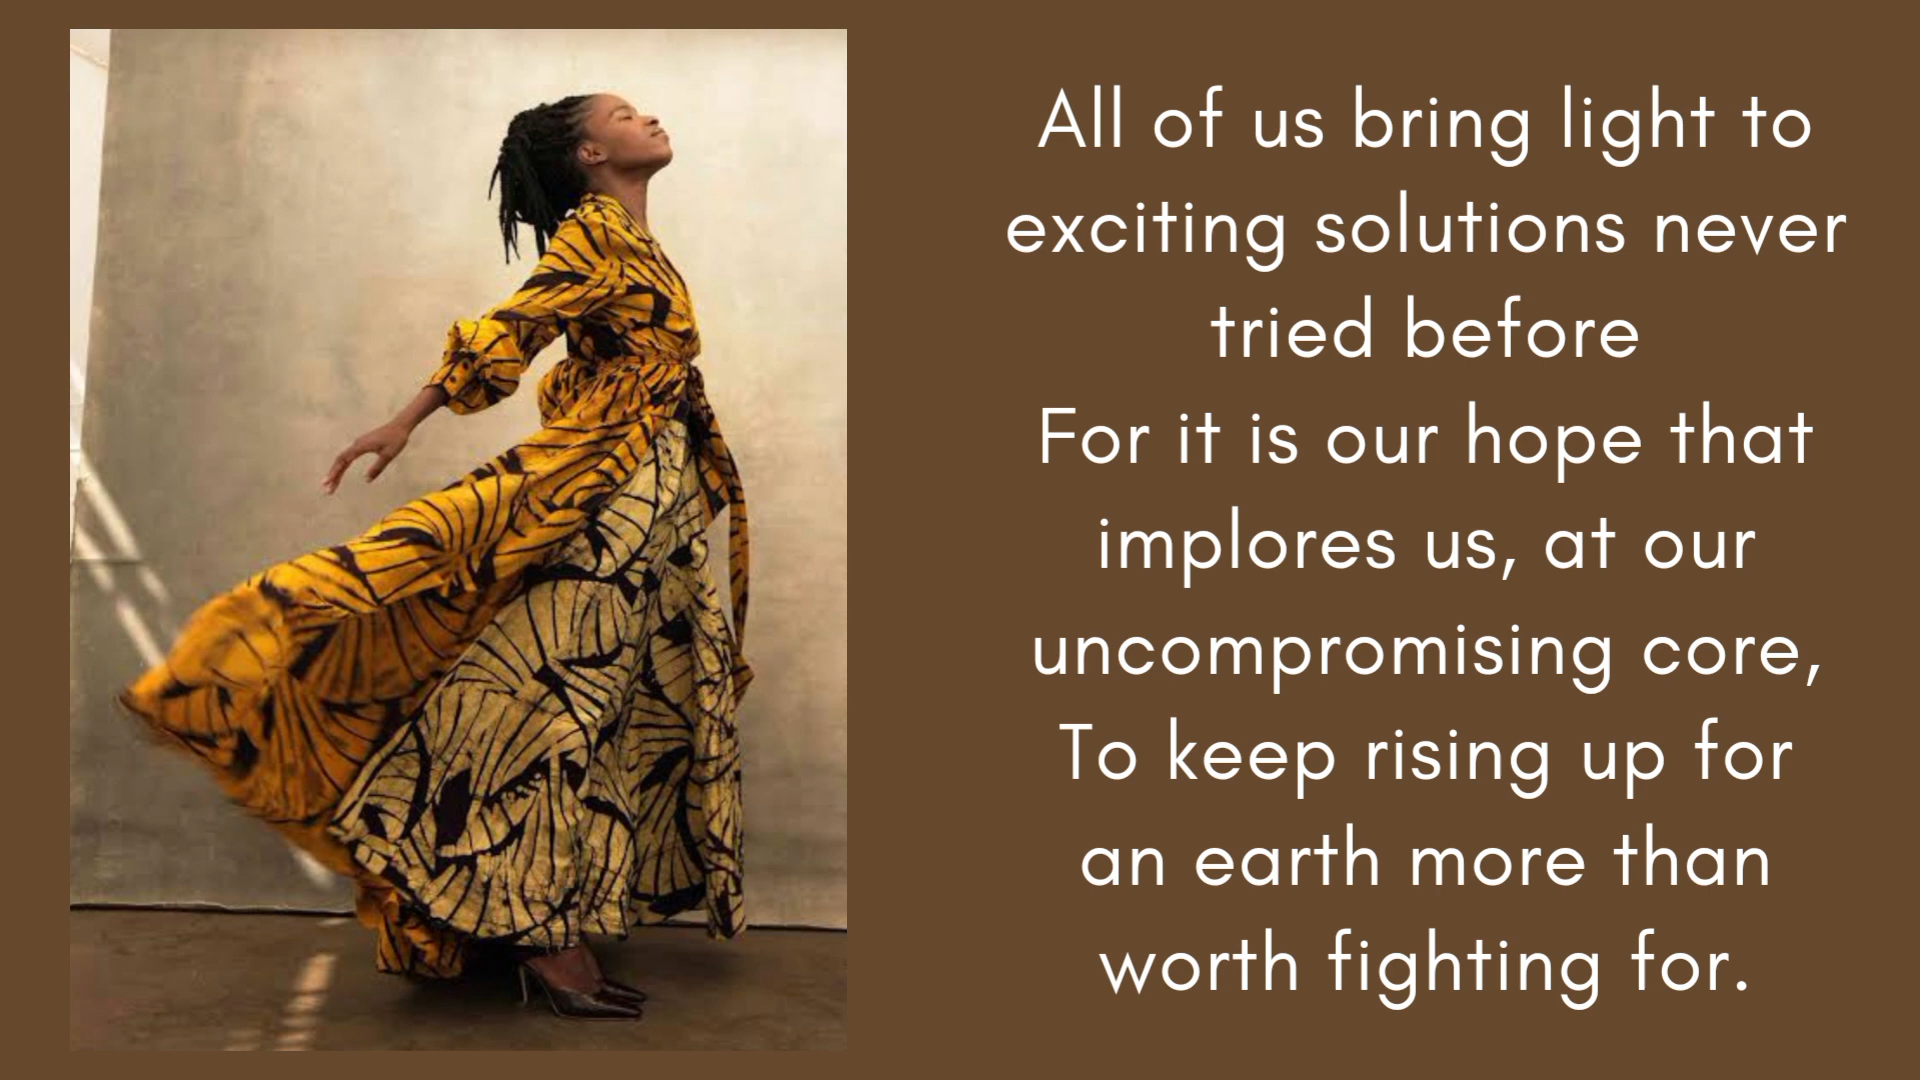 All of us bring light to
exciting solutions never
tried before
For it is our hope that
implores us, at our
uncompromising core,
To keep rising up for
an earth more than
worth fighting for.